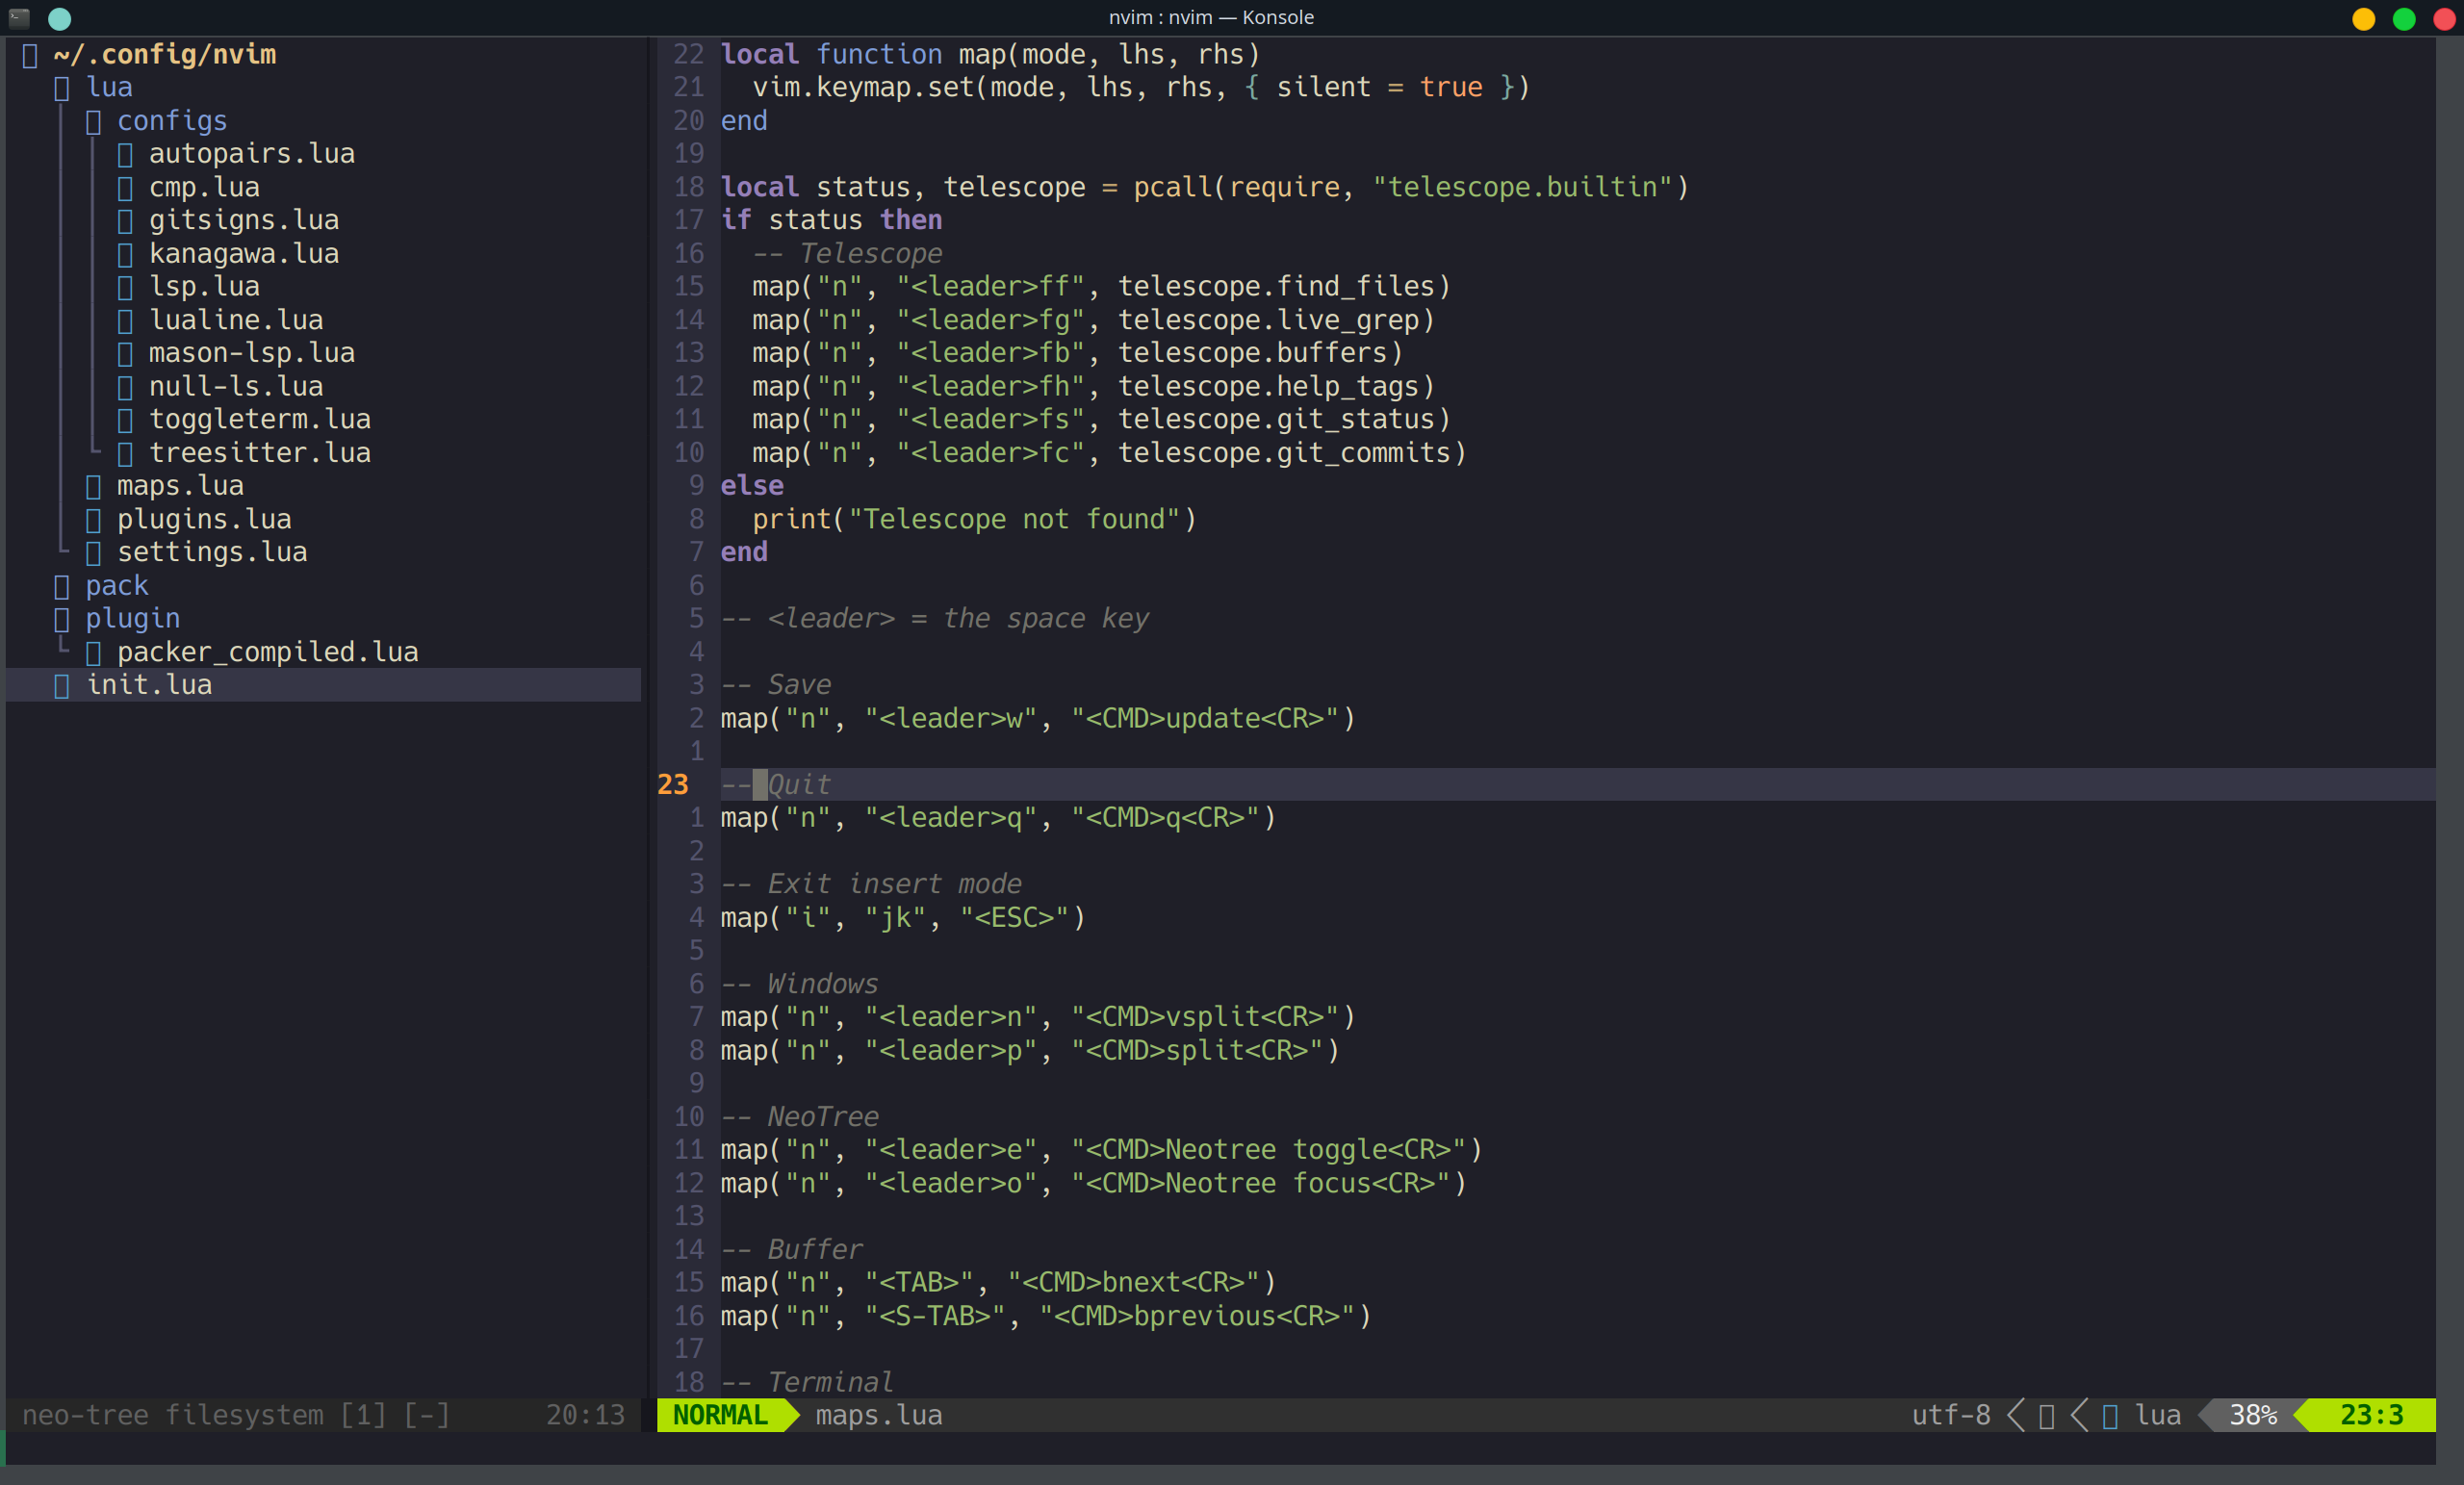 nvim : nvim — Konsole
~/.config/nvim
lua
configs
autopairs.lua
cmp.lua
gitsigns.lua
kanagawa.lua
lsp.lua
lualine.lua
mason-lsp.lua
null-ls.lua
toggleterm.lua
treesitter.lua
maps.lua
plugins.lua
settings.lua
pack
plugin
packer_compiled.lua
init.lua
neo-tree filesystem [1] [-] 20:13
22 local function map(mode, lhs, rhs)
21   vim.keymap.set(mode, lhs, rhs, { silent = true })
20 end
19
18 local status, telescope = pcall(require, "telescope.builtin")
17 if status then
16   -- Telescope
15   map("n", "<leader>ff", telescope.find_files)
14   map("n", "<leader>fg", telescope.live_grep)
13   map("n", "<leader>fb", telescope.buffers)
12   map("n", "<leader>fh", telescope.help_tags)
11   map("n", "<leader>fs", telescope.git_status)
10   map("n", "<leader>fc", telescope.git_commits)
9 else
8   print("Telescope not found")
7 end
6
5 -- <leader> = the space key
4
3 -- Save
2 map("n", "<leader>w", "<CMD>update<CR>")
1
23 -- Quit
1 map("n", "<leader>q", "<CMD>q<CR>")
2
3 -- Exit insert mode
4 map("i", "jk", "<ESC>")
5
6 -- Windows
7 map("n", "<leader>n", "<CMD>vsplit<CR>")
8 map("n", "<leader>p", "<CMD>split<CR>")
9
10 -- NeoTree
11 map("n", "<leader>e", "<CMD>Neotree toggle<CR>")
12 map("n", "<leader>o", "<CMD>Neotree focus<CR>")
13
14 -- Buffer
15 map("n", "<TAB>", "<CMD>bnext<CR>")
16 map("n", "<S-TAB>", "<CMD>bprevious<CR>")
17
18 -- Terminal
NORMAL maps.lua utf-8 lua 38% 23:3